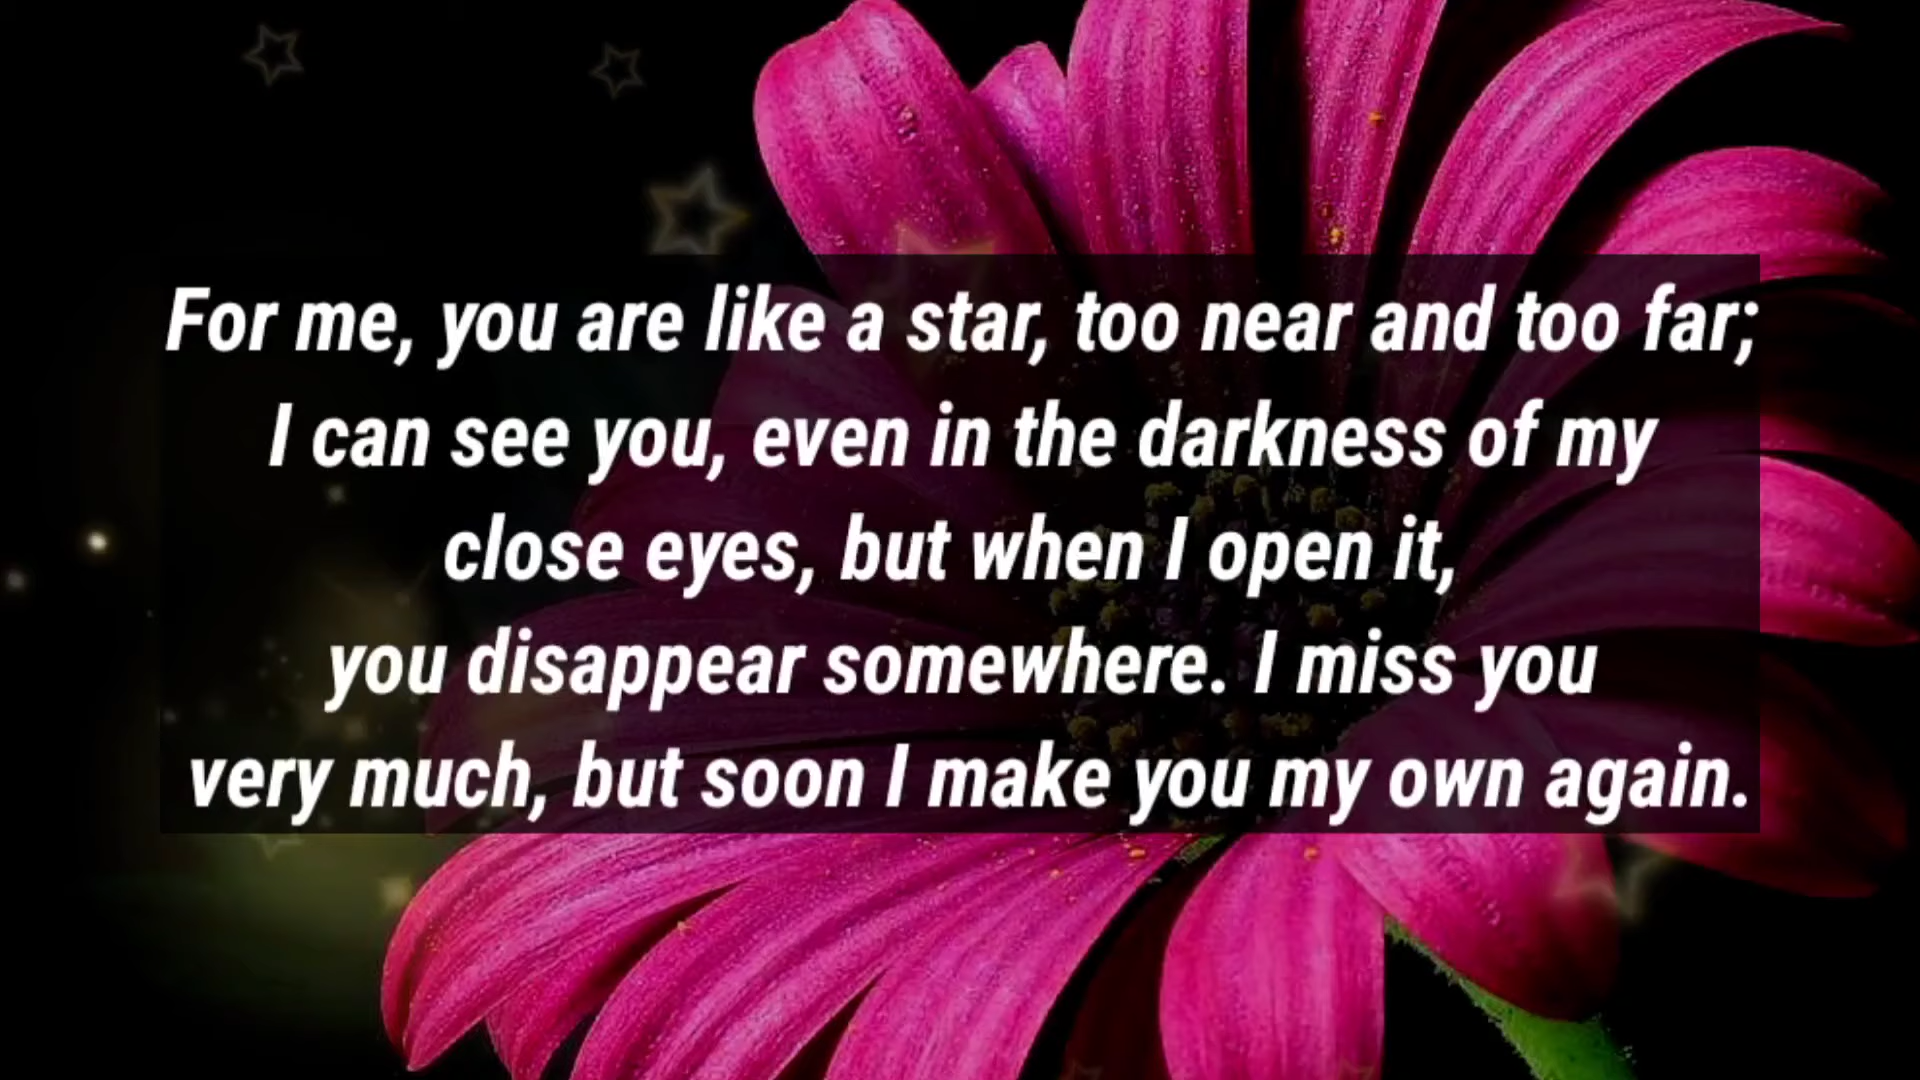 For me, you are like a star, too near and too far;
I can see you, even in the darkness of my
close eyes, but when I open it,
you disappear somewhere. I miss you
very much, but soon I make you my own again.